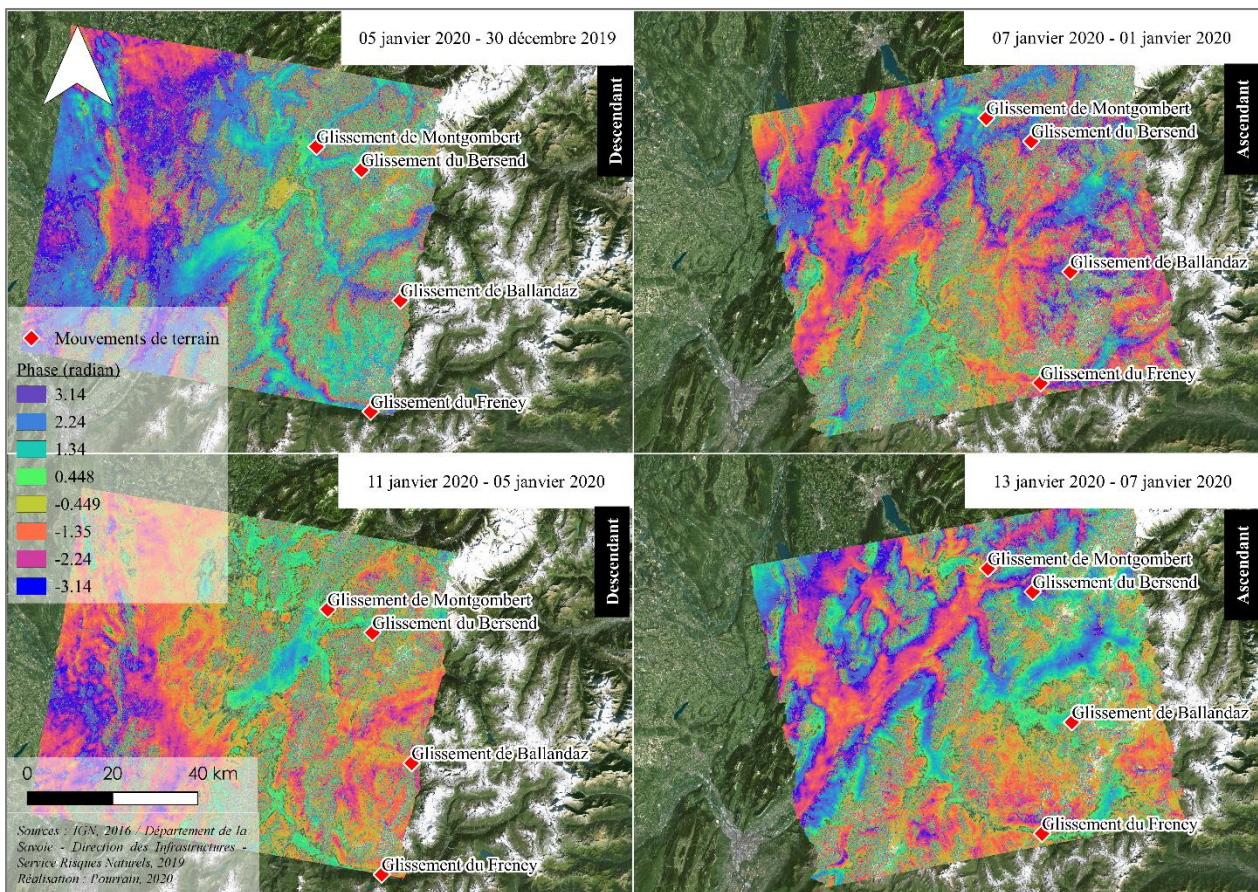 05 janvier 2020 - 30 décembre 2019
Descendant
Glissement de Montgombert
Glissement du Bersend
Glissement de Ballandaz
Glissement du Freney
07 janvier 2020 - 01 janvier 2020
Ascendant
Glissement de Montgombert
Glissement du Bersend
Glissement de Ballandaz
Glissement du Freney
Mouvements de terrain
Phase (radian)
3.14
2.24
1.34
0.448
-0.449
-1.35
-2.24
-3.14
11 janvier 2020 - 05 janvier 2020
Descendant
Glissement de Montgombert
Glissement du Bersend
Glissement de Ballandaz
Glissement du Freney
13 janvier 2020 - 07 janvier 2020
Ascendant
Glissement de Montgombert
Glissement du Bersend
Glissement de Ballandaz
Glissement du Freney
0 20 40 km
Sources : IGN, 2016 / Département de la
Savoie - Direction des Infrastructures -
Service Risques Naturels, 2019
Réalisation : Pourrain, 2020